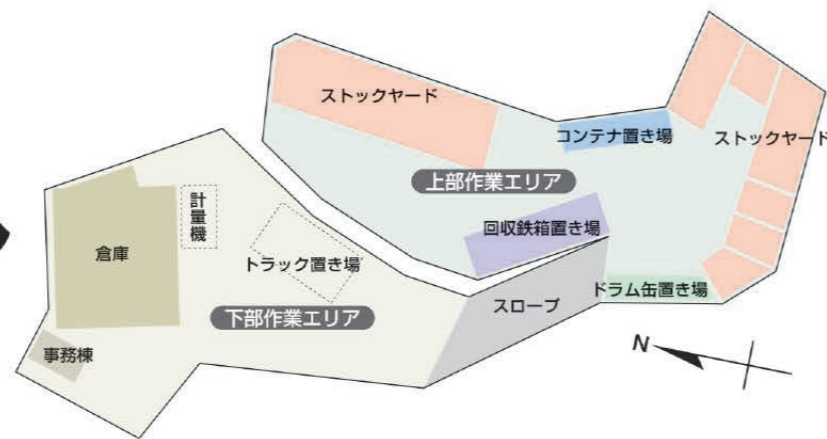 ストックヤード
コンテナ置き場
ストックヤード
上部作業エリア
計量機
回収鉄箱置き場
倉庫
トラック置き場
ドラム缶置き場
スロープ
下部作業エリア
事務棟
N